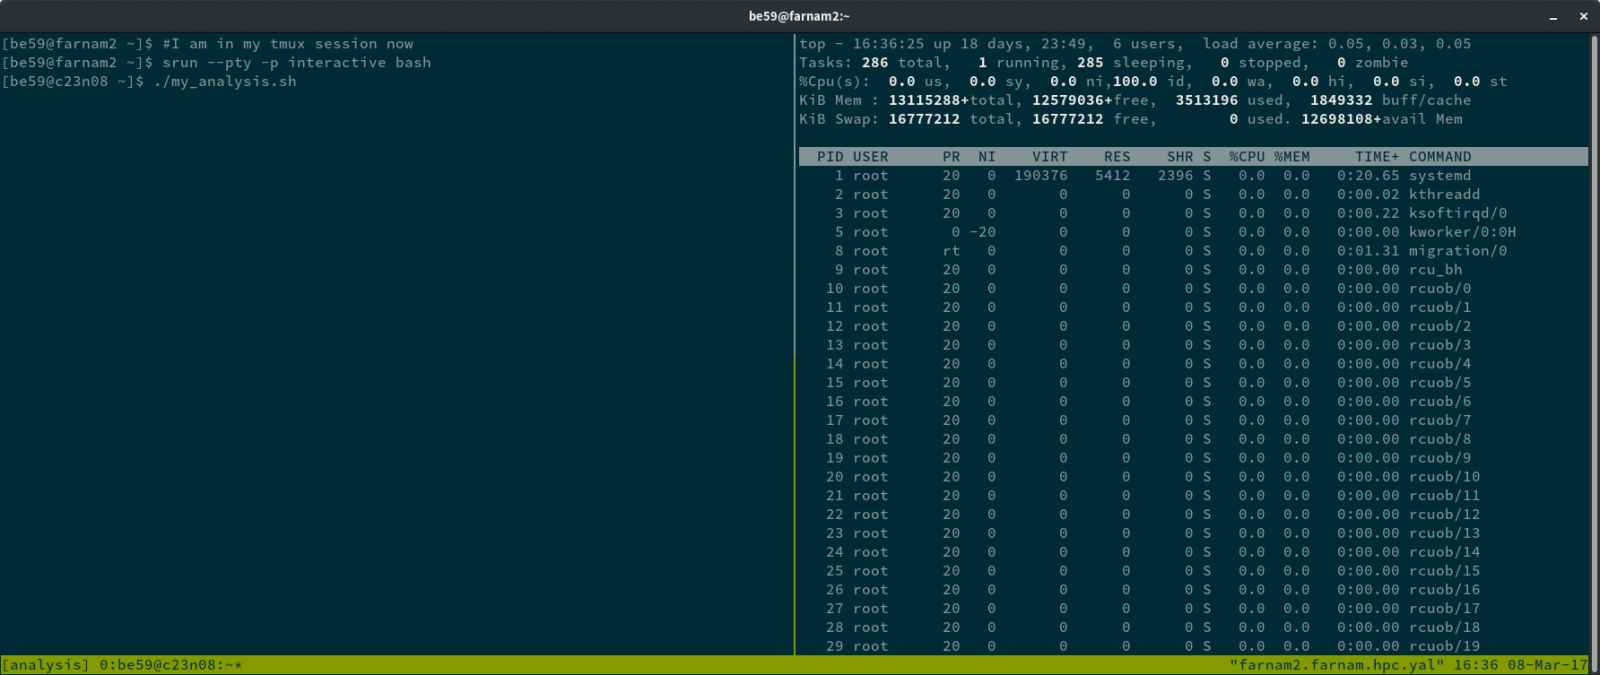 be59@farnam2:~
[be59@farnam2 ~]$ #I am in my tmux session now
[be59@farnam2 ~]$ srun --pty -p interactive bash
[be59@c23n08 ~]$ ./my_analysis.sh
top - 16:36:25 up 18 days, 23:49,  6 users,  load average: 0.05, 0.03, 0.05
Tasks: 286 total,   1 running, 285 sleeping,   0 stopped,   0 zombie
%Cpu(s):  0.0 us,  0.0 sy,  0.0 ni,100.0 id,  0.0 wa,  0.0 hi,  0.0 si,  0.0 st
KiB Mem : 13115288+total, 12579036+free,  3513196 used,  1849332 buff/cache
KiB Swap: 16777212 total, 16777212 free,        0 used. 12698108+avail Mem
PID USER      PR  NI    VIRT    RES    SHR S  %CPU %MEM     TIME+ COMMAND
1 root      20   0  190376   5412   2396 S   0.0  0.0   0:20.65 systemd
2 root      20   0       0      0      0 S   0.0  0.0   0:00.02 kthreadd
3 root      20   0       0      0      0 S   0.0  0.0   0:00.22 ksoftirqd/0
5 root       0 -20       0      0      0 S   0.0  0.0   0:00.00 kworker/0:0H
8 root      rt   0       0      0      0 S   0.0  0.0   0:01.31 migration/0
9 root      20   0       0      0      0 S   0.0  0.0   0:00.00 rcu_bh
10 root      20   0       0      0      0 S   0.0  0.0   0:00.00 rcuob/0
11 root      20   0       0      0      0 S   0.0  0.0   0:00.00 rcuob/1
12 root      20   0       0      0      0 S   0.0  0.0   0:00.00 rcuob/2
13 root      20   0       0      0      0 S   0.0  0.0   0:00.00 rcuob/3
14 root      20   0       0      0      0 S   0.0  0.0   0:00.00 rcuob/4
15 root      20   0       0      0      0 S   0.0  0.0   0:00.00 rcuob/5
16 root      20   0       0      0      0 S   0.0  0.0   0:00.00 rcuob/6
17 root      20   0       0      0      0 S   0.0  0.0   0:00.00 rcuob/7
18 root      20   0       0      0      0 S   0.0  0.0   0:00.00 rcuob/8
19 root      20   0       0      0      0 S   0.0  0.0   0:00.00 rcuob/9
20 root      20   0       0      0      0 S   0.0  0.0   0:00.00 rcuob/10
21 root      20   0       0      0      0 S   0.0  0.0   0:00.00 rcuob/11
22 root      20   0       0      0      0 S   0.0  0.0   0:00.00 rcuob/12
23 root      20   0       0      0      0 S   0.0  0.0   0:00.00 rcuob/13
24 root      20   0       0      0      0 S   0.0  0.0   0:00.00 rcuob/14
25 root      20   0       0      0      0 S   0.0  0.0   0:00.00 rcuob/15
26 root      20   0       0      0      0 S   0.0  0.0   0:00.00 rcuob/16
27 root      20   0       0      0      0 S   0.0  0.0   0:00.00 rcuob/17
28 root      20   0       0      0      0 S   0.0  0.0   0:00.00 rcuob/18
29 root      20   0       0      0      0 S   0.0  0.0   0:00.00 rcuob/19
[analysis] 0:be59@c23n08:~* "farnam2.farnam.hpc.yal" 16:36 08-Mar-17